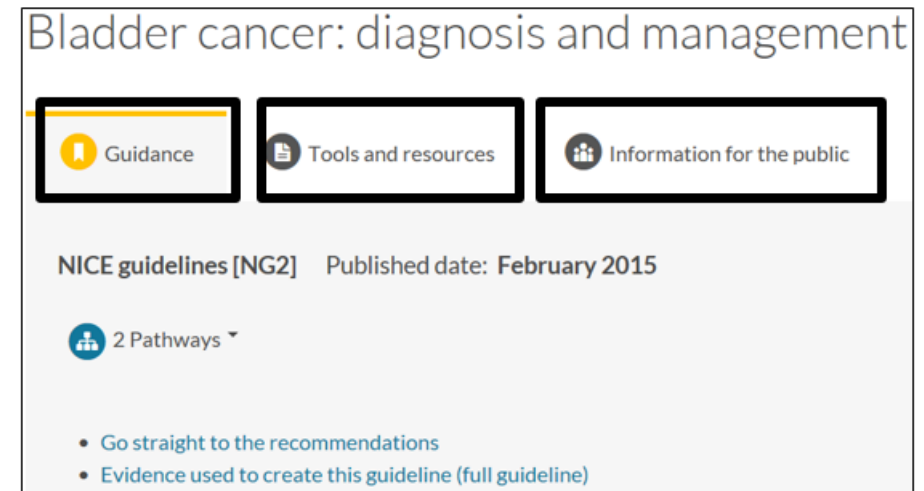 Bladder cancer: diagnosis and management
Guidance Tools and resources Information for the public
NICE guidelines [NG2] Published date: February 2015
2 Pathways
• Go straight to the recommendations
• Evidence used to create this guideline (full guideline)